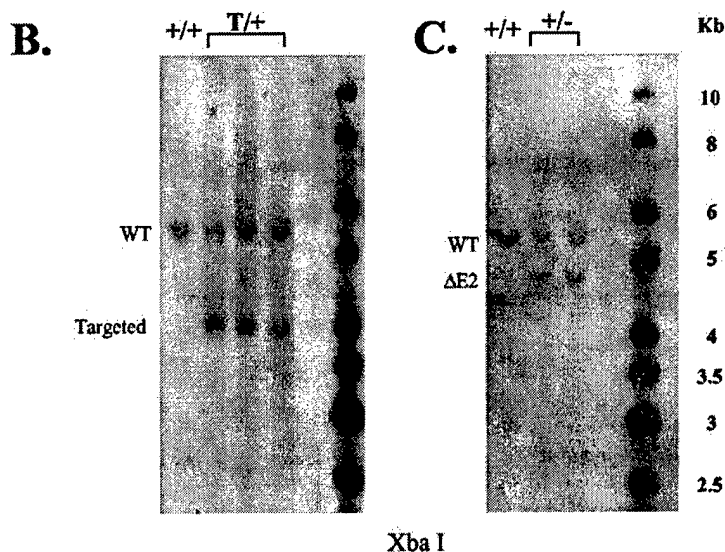 B.
+/+
T/+
WT
Targeted
C.
+/+
+/-
Kb
10
8
6
5
4
3.5
3
2.5
WT
ΔE2
Xba I